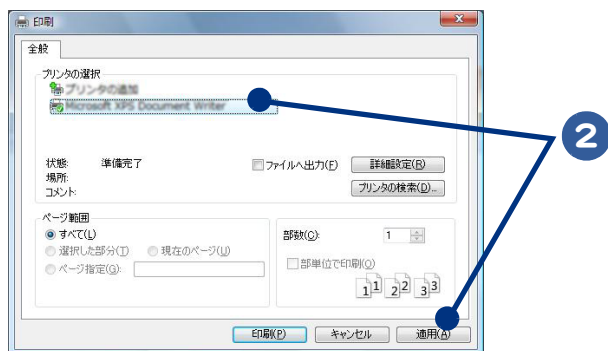 印刷
全般
プリンタの選択
プリンタの追加
Microsoft XPS Document Writer
2
状態: 準備完了
ファイルへ出力(F) 詳細設定(R)
場所:
コメント:
プリンタの検索(D)...
ページ範囲
すべて(L)
選択した部分(T) 現在のページ(U)
ページ指定(G):
部数(C): 1
部単位で印刷(O)
1 1 2 2 3 3
印刷(P) キャンセル 適用(A)